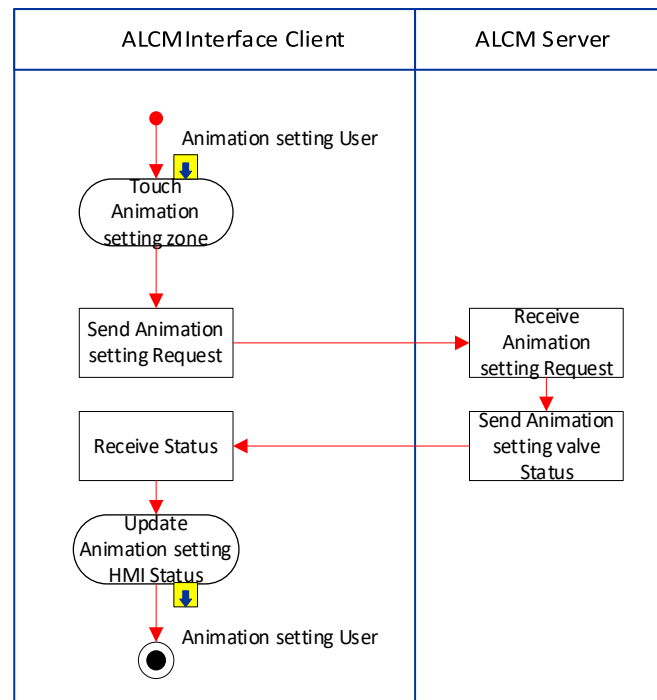 ALCMInterface Client
ALCM Server
Animation setting User
Touch
Animation
setting zone
Send Animation
setting Request
Receive
Animation
setting Request
Receive Status
Send Animation
setting valve
Status
Update
Animation setting
HMI Status
Animation setting User